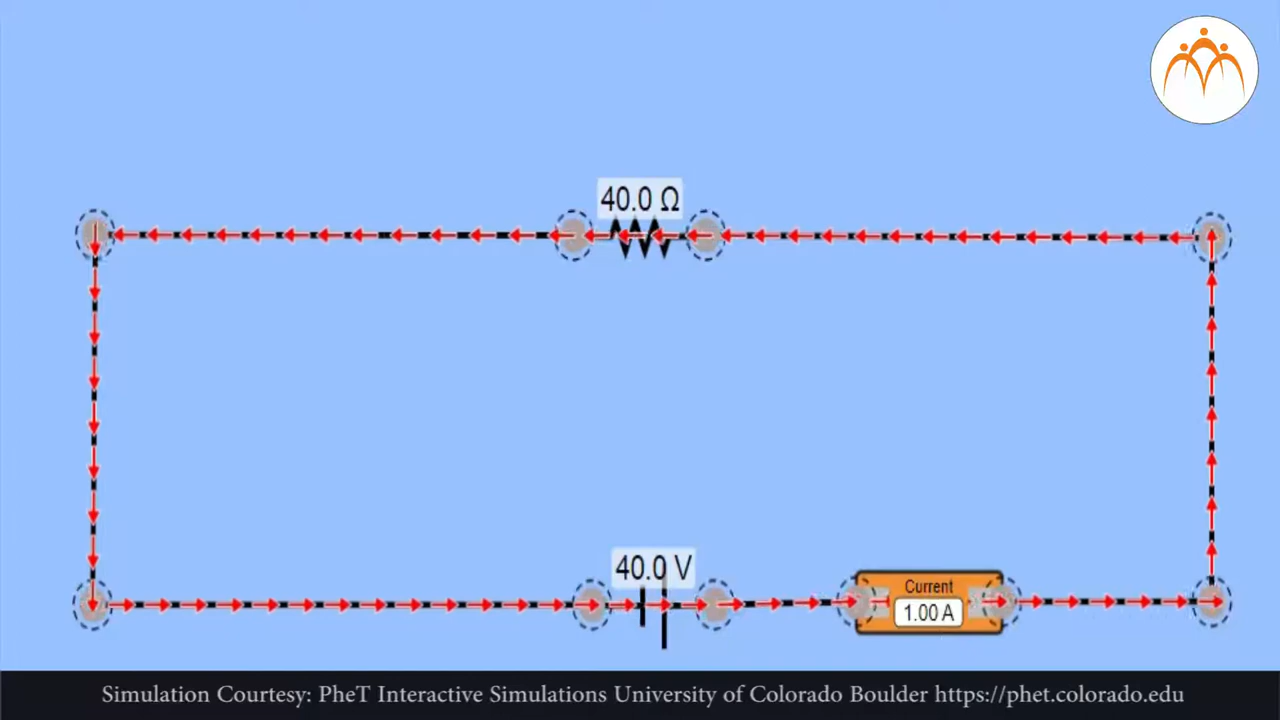 40.0 Ω
40.0 V
Current
1.00 A
Simulation Courtesy: PheT Interactive Simulations University of Colorado Boulder https://phet.colorado.edu